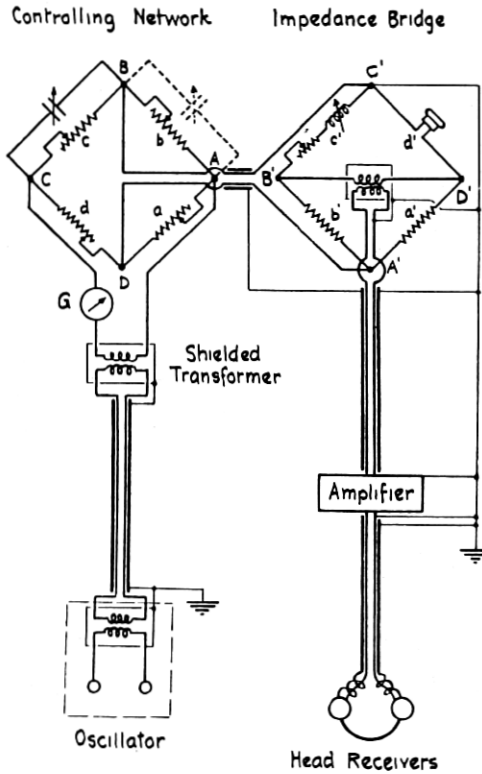 Controlling Network
Impedance Bridge
B
C'
c
b
c'
d'
A
C
B'
D'
d
a
b'
a'
D
A'
G
Shielded
Transformer
Amplifier
Oscillator
Head Receivers